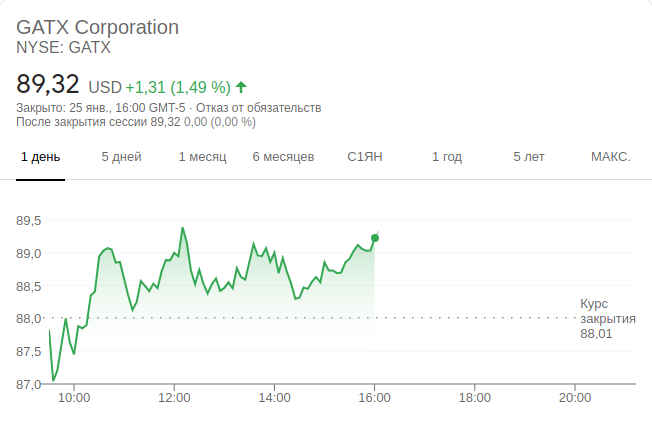 GATX Corporation
NYSE: GATX
89,32 USD +1,31 (1,49 %)
Закрыто: 25 янв., 16:00 GMT-5 · Отказ от обязательств
После закрытия сессии 89,32 0,00 (0,00 %)
1 день 5 дней 1 месяц 6 месяцев С1ЯН 1 год 5 лет МАКС.
89,5
89,0
88,5
88,0
87,5
87,0
Курс
закрытия
88,01
10:00 12:00 14:00 16:00 18:00 20:00